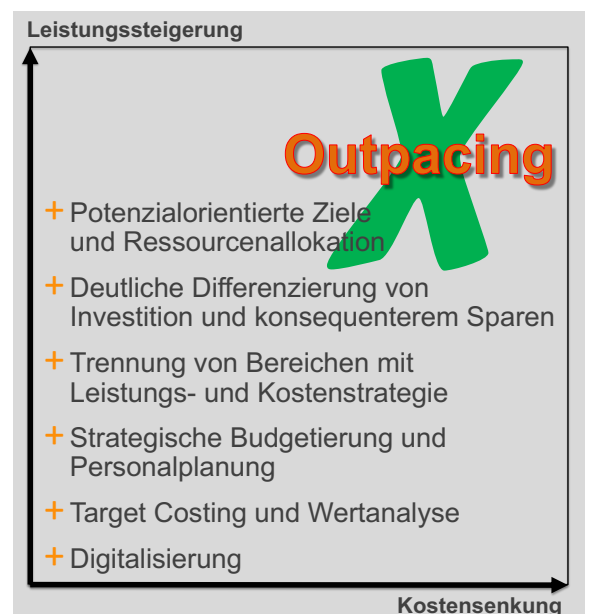 Leistungssteigerung
Outpacing
+ Potenzialorientierte Ziele
und Ressourcenallokation
+ Deutliche Differenzierung von
Investition und konsequenterem Sparen
+ Trennung von Bereichen mit
Leistungs- und Kostenstrategie
+ Strategische Budgetierung und
Personalplanung
+ Target Costing und Wertanalyse
+ Digitalisierung
Kostensenkung